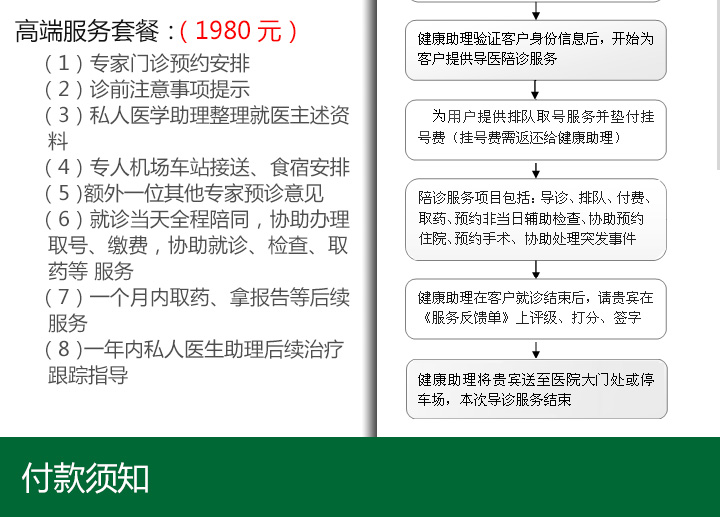 高端服务套餐：（1980 元）
（1）专家门诊预约安排
（2）诊前注意事项提示
（3）私人医学助理整理就医主述资
料
（4）专人机场车站接送、食宿安排
（5)额外一位其他专家预诊意见
（6）就诊当天全程陪同，协助办理
取号、缴费，协助就诊、检查、取
药等 服务
（7）一个月内取药、拿报告等后续
服务
（8）一年内私人医生助理后续治疗
跟踪指导
健康助理验证客户身份信息后，开始为
客户提供导医陪诊服务
为用户提供排队取号服务并垫付挂
号费（挂号费需返还给健康助理）
陪诊服务项目包括：导诊、排队、付费、
取药、预约非当日辅助检查、协助预约
住院、预约手术、协助处理突发事件
健康助理在客户就诊结束后，请贵宾在
《服务反馈单》上评级、打分、签字
健康助理将贵宾送至医院大门处或停
车场，本次导诊服务结束
付款须知